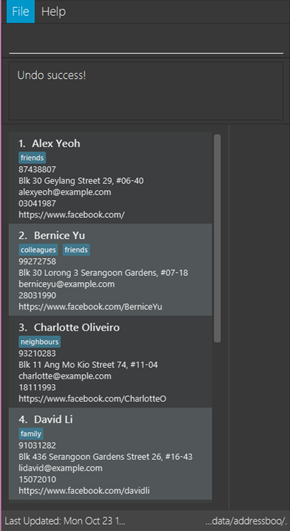 File Help
Undo success!
1. Alex Yeoh
friends
87438807
Blk 30 Geylang Street 29, #06-40
alexyeoh@example.com
03041987
https://www.facebook.com/
2. Bernice Yu
colleagues friends
99272758
Blk 30 Lorong 3 Serangoon Gardens, #07-18
berniceyu@example.com
28031990
https://www.facebook.com/BerniceYu
3. Charlotte Oliveiro
neighbours
93210283
Blk 11 Ang Mo Kio Street 74, #11-04
charlotte@example.com
18111993
https://www.facebook.com/CharlotteO
4. David Li
family
91031282
Blk 436 Serangoon Gardens Street 26, #16-43
lidavid@example.com
15072010
https://www.facebook.com/davidli
Last Updated: Mon Oct 23 1... ...data/addressboo/.